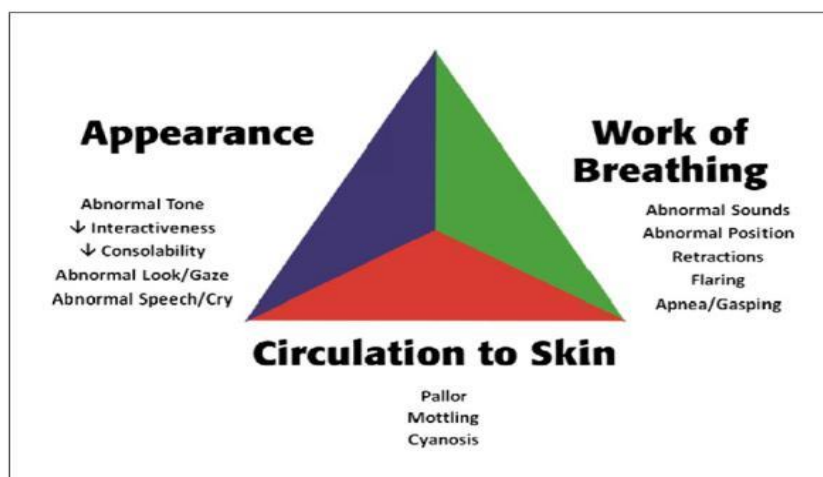 Appearance
Abnormal Tone
↓ Interactiveness
↓ Consolability
Abnormal Look/Gaze
Abnormal Speech/Cry
Work of
Breathing
Abnormal Sounds
Abnormal Position
Retractions
Flaring
Apnea/Gasping
Circulation to Skin
Pallor
Mottling
Cyanosis